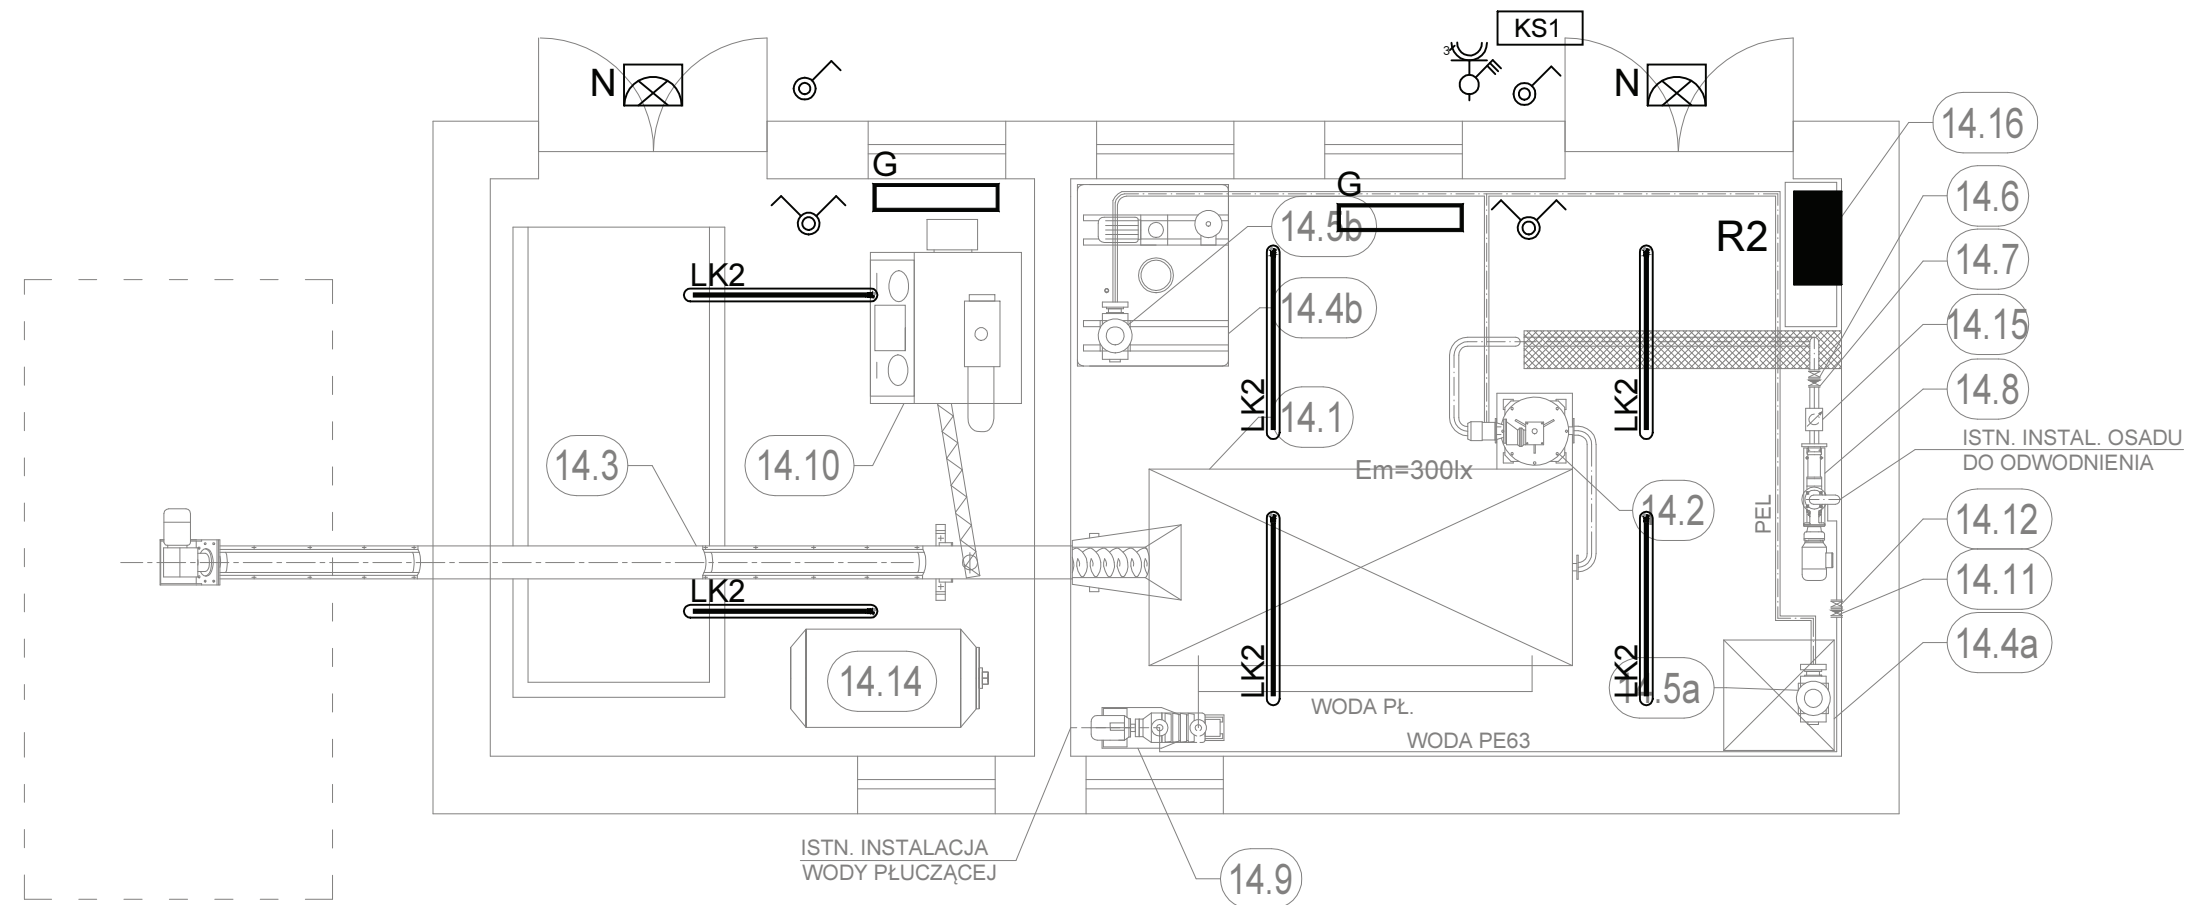 KS1
3x
N
N
14.16
G
G
14.6
14.5b
R2
14.7
LK2
14.4b
14.15
LK2
LK2
14.8
14.1
ISTN. INSTAL. OSADU
DO ODWODNIENIA
14.3
14.10
Em=300lx
14.2
PEL
14.12
14.11
LK2
14.4a
14.14
LK2
LK2
14.5a
WODA PŁ.
WODA PE63
ISTN. INSTALACJA
WODY PŁUCZĄCEJ
14.9